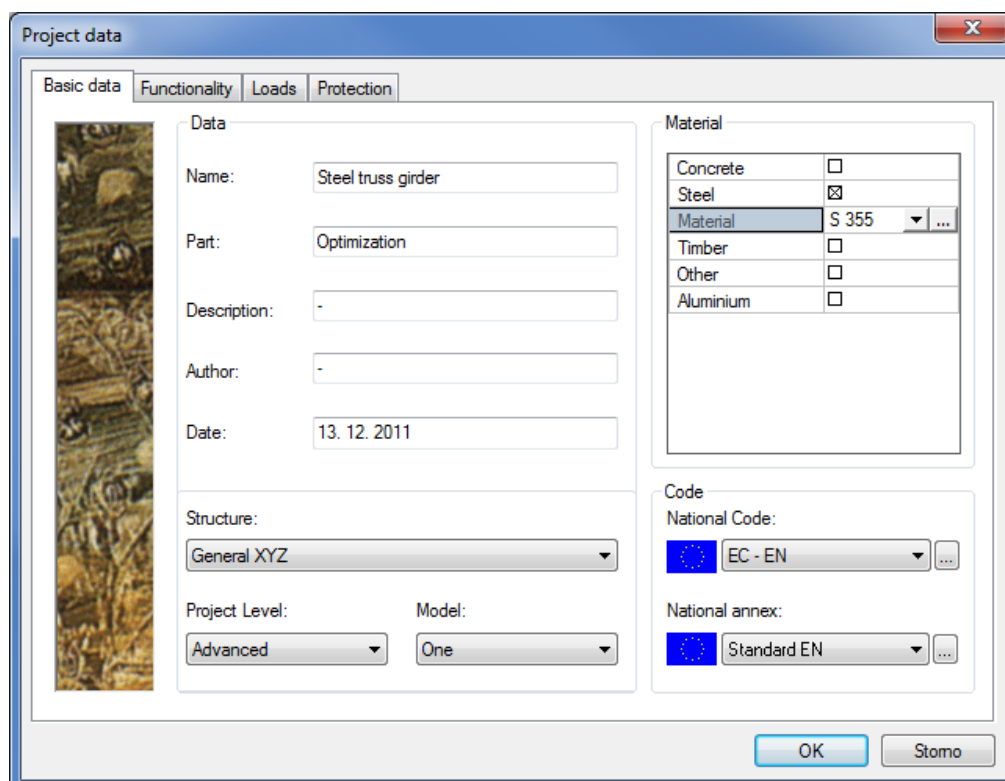 Project data
Basic data Functionality Loads Protection
Data
Name: Steel truss girder
Part: Optimization
Description: -
Author: -
Date: 13. 12. 2011
Structure:
General XYZ
Project Level: Model:
Advanced One
Material
Concrete
Steel
Material S 355 ...
Timber
Other
Aluminium
Code
National Code:
EC - EN ...
National annex:
Standard EN ...
OK Storno